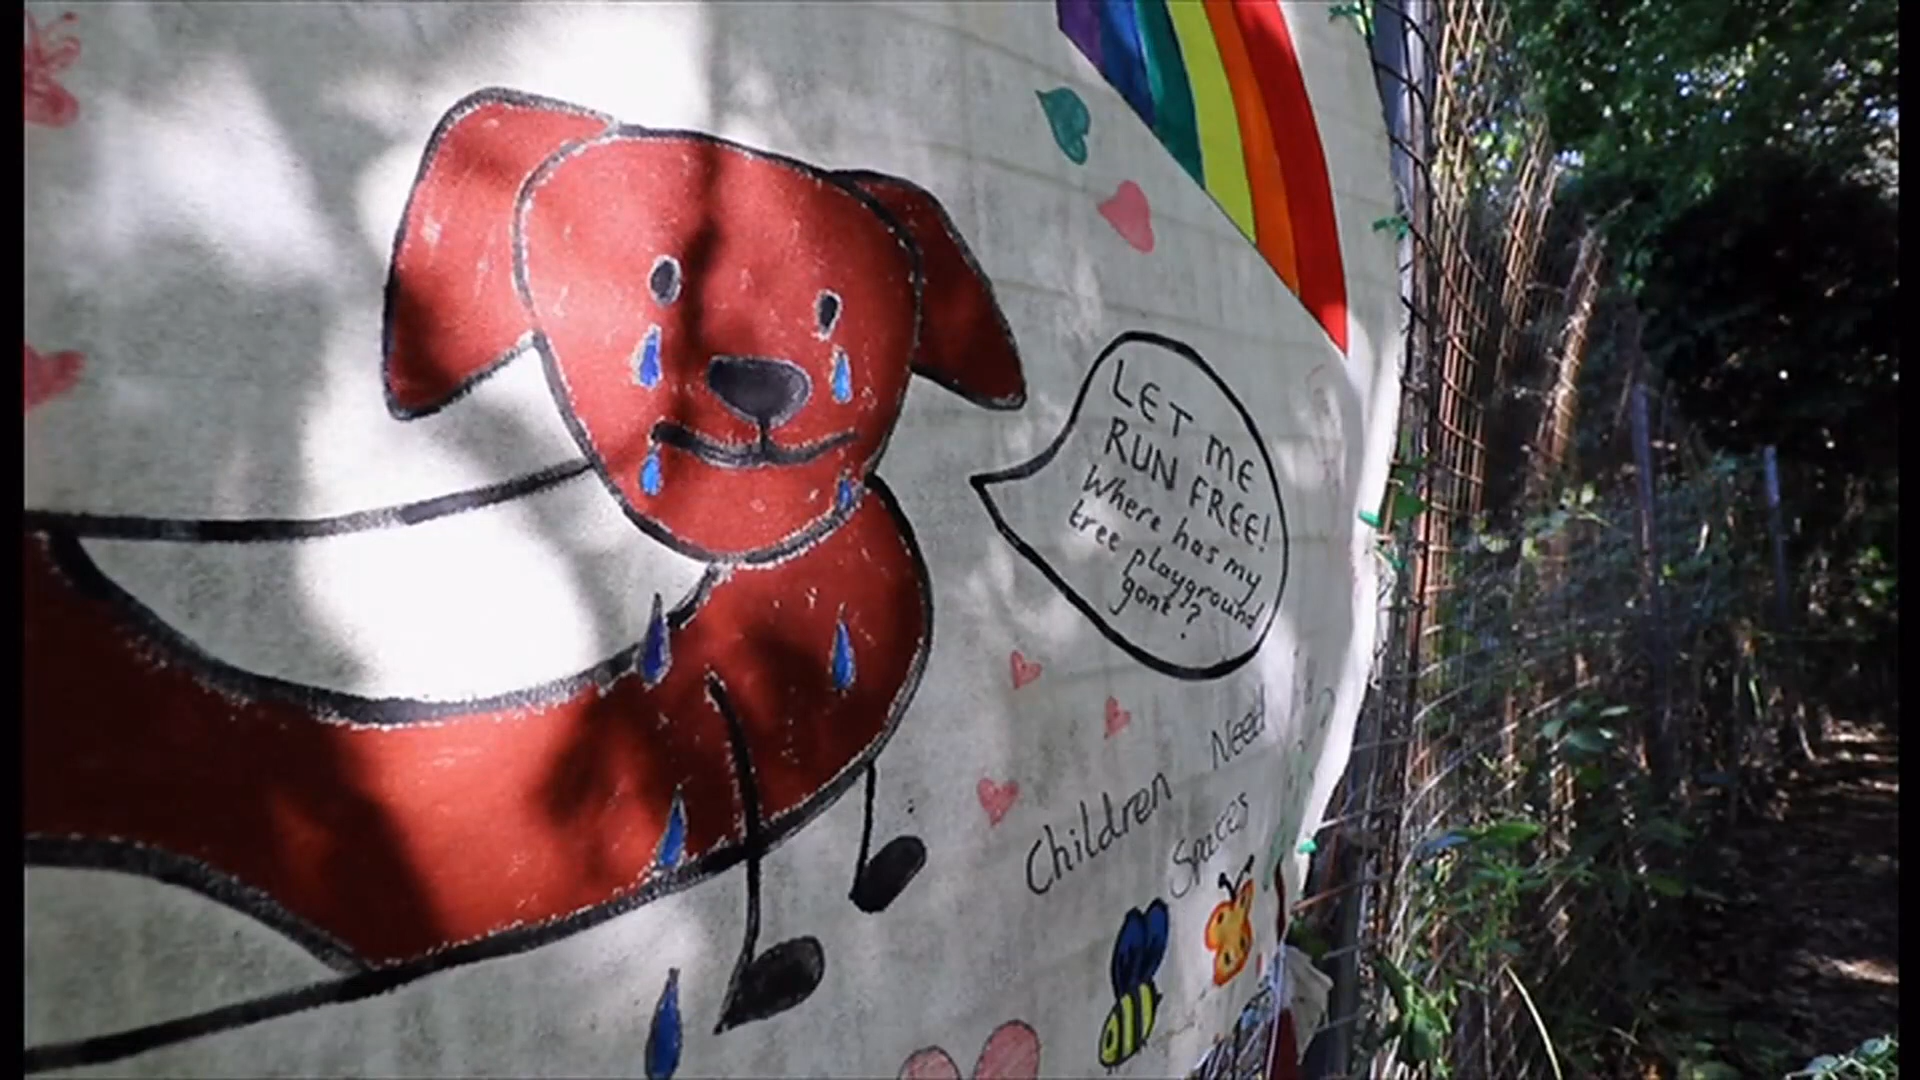 LET ME
RUN FREE!
Where has my
tree playground
gone?
Children Need
Spaces